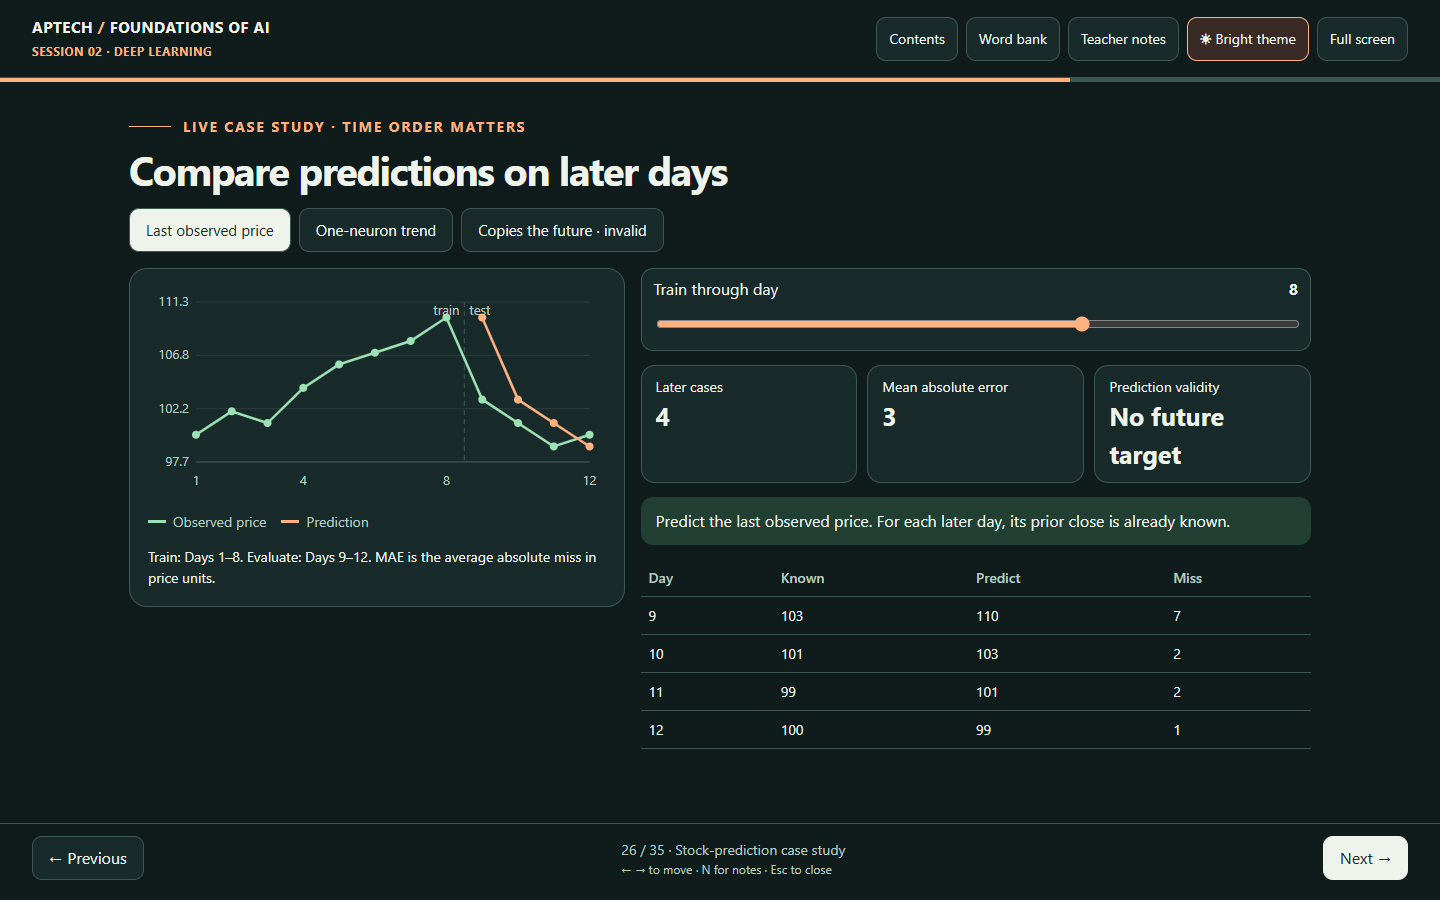 APTECH / FOUNDATIONS OF AI
SESSION 02 · DEEP LEARNING
Contents
Word bank
Teacher notes
☀ Bright theme
Full screen
LIVE CASE STUDY · TIME ORDER MATTERS
Compare predictions on later days
Last observed price
One-neuron trend
Copies the future · invalid
111.3
106.8
102.2
97.7
train
test
1
4
8
12
Observed price
Prediction
Train: Days 1–8. Evaluate: Days 9–12. MAE is the average absolute miss in
price units.
Train through day
8
Later cases
4
Mean absolute error
3
Prediction validity
No future
target
Predict the last observed price. For each later day, its prior close is already known.
Day Known Predict Miss
9 103 110 7
10 101 103 2
11 99 101 2
12 100 99 1
← Previous
26 / 35 · Stock-prediction case study
← → to move · N for notes · Esc to close
Next →